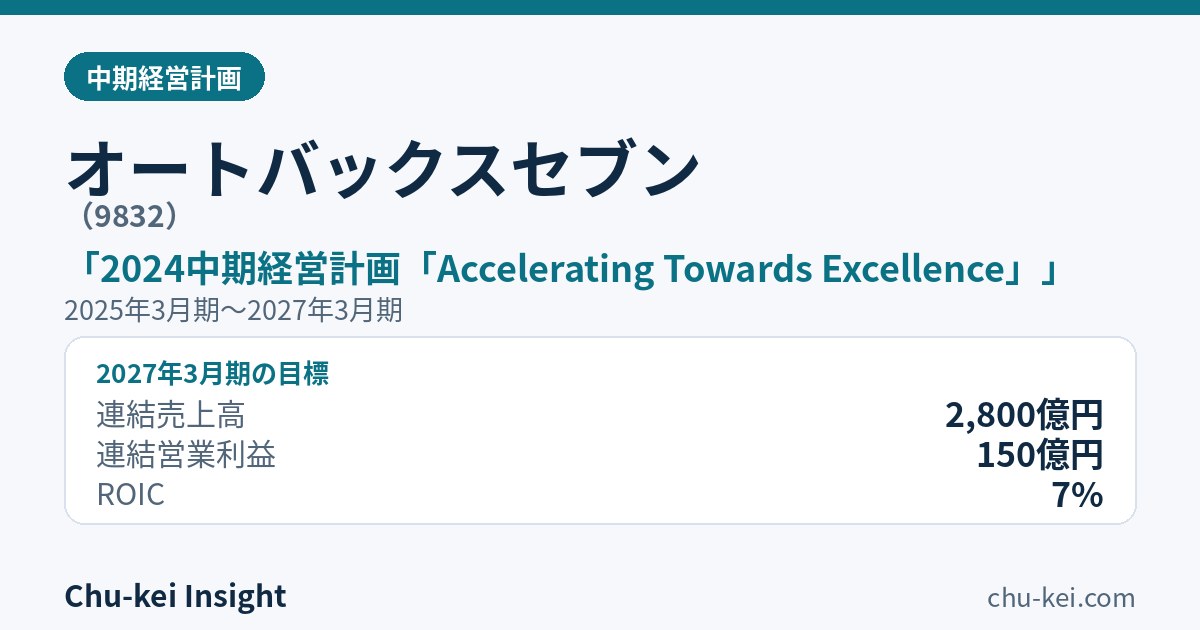 中期経営計画
オートバックスセブン
（9832）
「2024中期経営計画「Accelerating Towards Excellence」」
2025年3月期～2027年3月期
2027年3月期の目標
連結売上高 2,800億円
連結営業利益 150億円
ROIC 7%
Chu-kei Insight chu-kei.com